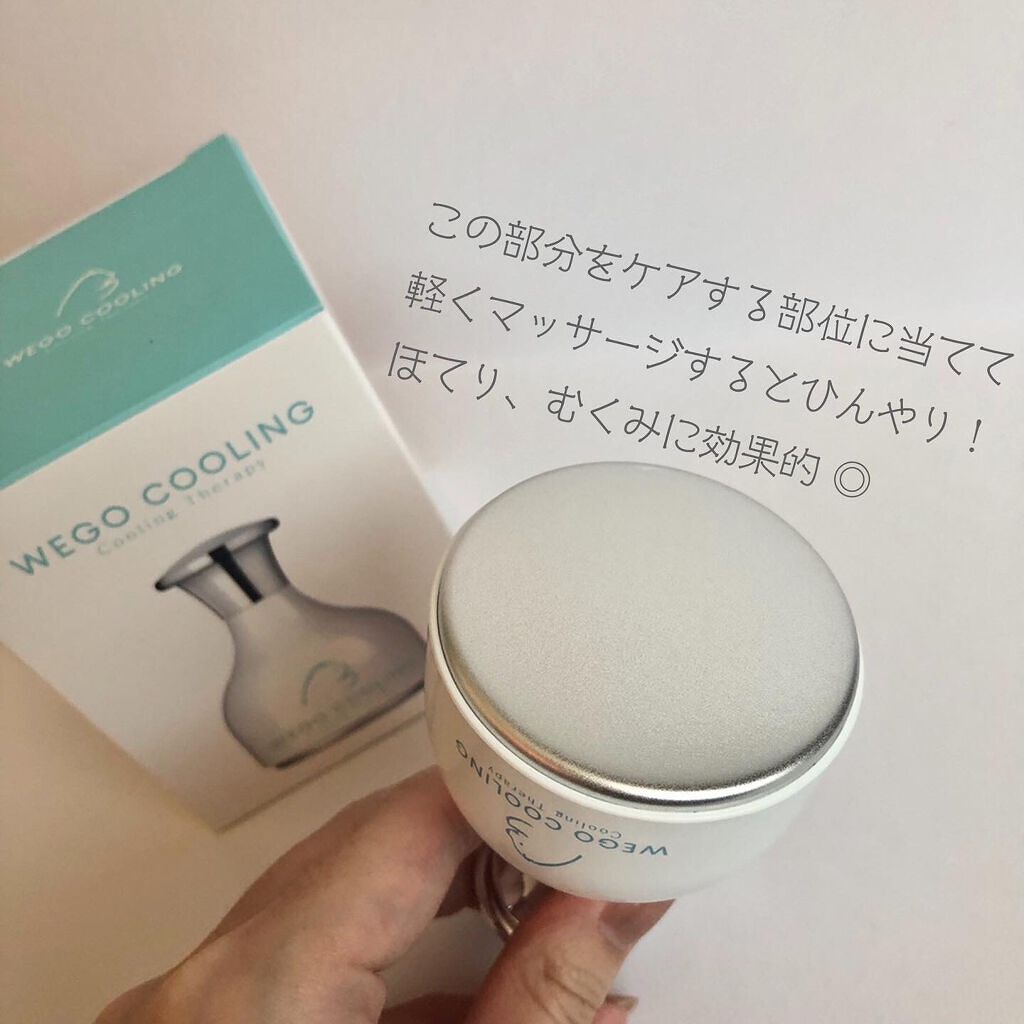 この部分をケアする部位に当てて
軽くマッサージするとひんやり！
ほてり、むくみに効果的 ◎
WEGO COOLING
WEGO COOLING
Cooling Therapy
WEGO COOLING
Cooling Therapy